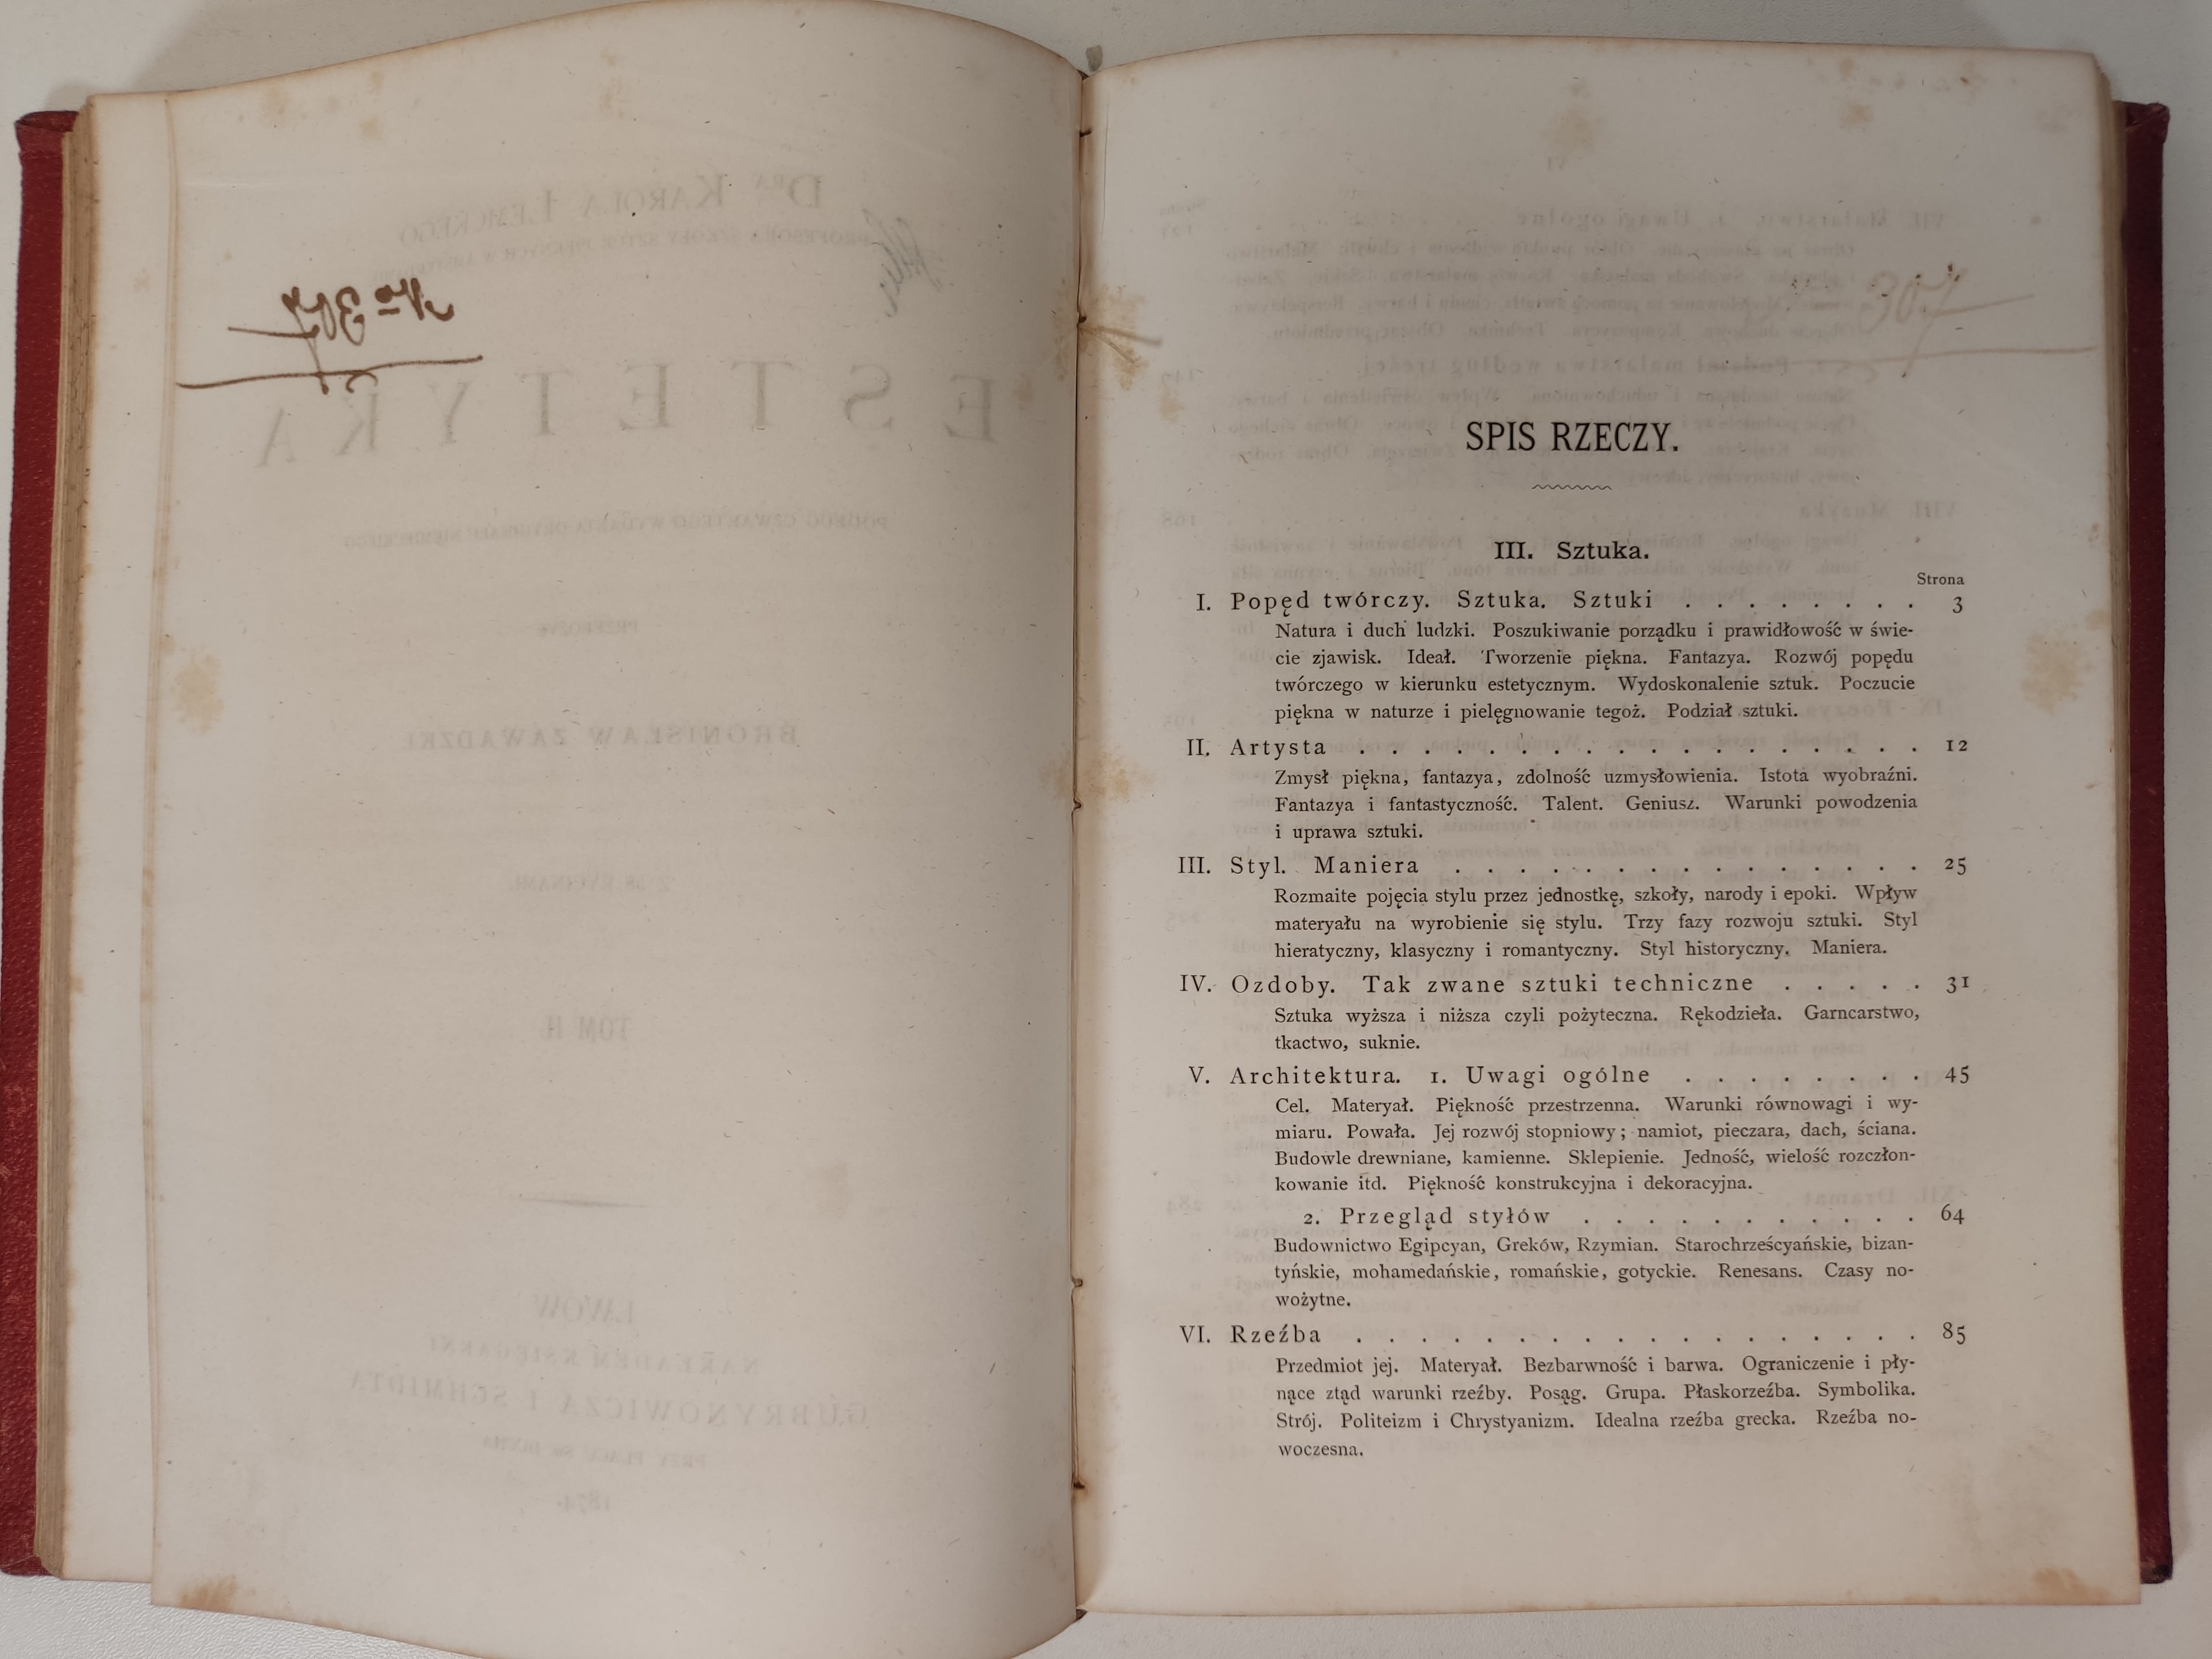 SPIS RZECZY.
III. Sztuka.
Strona
I. Popęd twórczy. Sztuka. Sztuki . . . . . . . . 3
Natura i duch ludzki. Poszukiwanie porządku i prawidłowość w świe-
cie zjawisk. Ideał. Tworzenie piękna. Fantazya. Rozwój popędu
twórczego w kierunku estetycznym. Wydoskonalenie sztuk. Poczucie
piękna w naturze i pielęgnowanie tegoż. Podział sztuki.
II. Artysta . . . . . . . . . . . . . . . . . . 12
Zmysł piękna, fantazya, zdolność uzmysłowienia. Istota wyobraźni.
Fantazya i fantastyczność. Talent. Geniusz. Warunki powodzenia
i uprawa sztuki.
III. Styl. Maniera . . . . . . . . . . . . . . . 25
Rozmaite pojęcia stylu przez jednostkę, szkoły, narody i epoki. Wpływ
materyału na wyrobienie się stylu. Trzy fazy rozwoju sztuki. Styl
hieratyczny, klasyczny i romantyczny. Styl historyczny. Maniera.
IV. Ozdoby. Tak zwane sztuki techniczne . . . . . 31
Sztuka wyższa i niższa czyli pożyteczna. Rękodzieła. Garncarstwo,
tkactwo, suknie.
V. Architektura. 1. Uwagi ogólne . . . . . . . . 45
Cel. Materyał. Piękność przestrzenna. Warunki równowagi i wy-
miaru. Powała. Jej rozwój stopniowy; namiot, pieczara, dach, ściana.
Budowle drewniane, kamienne. Sklepienie. Jedność, wielość rozczłon-
kowanie itd. Piękność konstrukcyjna i dekoracyjna.
2. Przegląd styłów . . . . . . . . . . . 64
Budownictwo Egipcyan, Greków, Rzymian. Starochrześcyańskie, bizan-
tyńskie, mohamedańskie, romańskie, gotyckie. Renesans. Czasy no-
wożytne.
VI. Rzeźba . . . . . . . . . . . . . . . . . . 85
Przedmiot jej. Materyał. Bezbarwność i barwa. Ograniczenie i pły-
nące ztąd warunki rzeźby. Posąg. Grupa. Płaskorzeźba. Symbolika.
Strój. Politeizm i Chrystyanizm. Idealna rzeźba grecka. Rzeźba no-
woczesna.